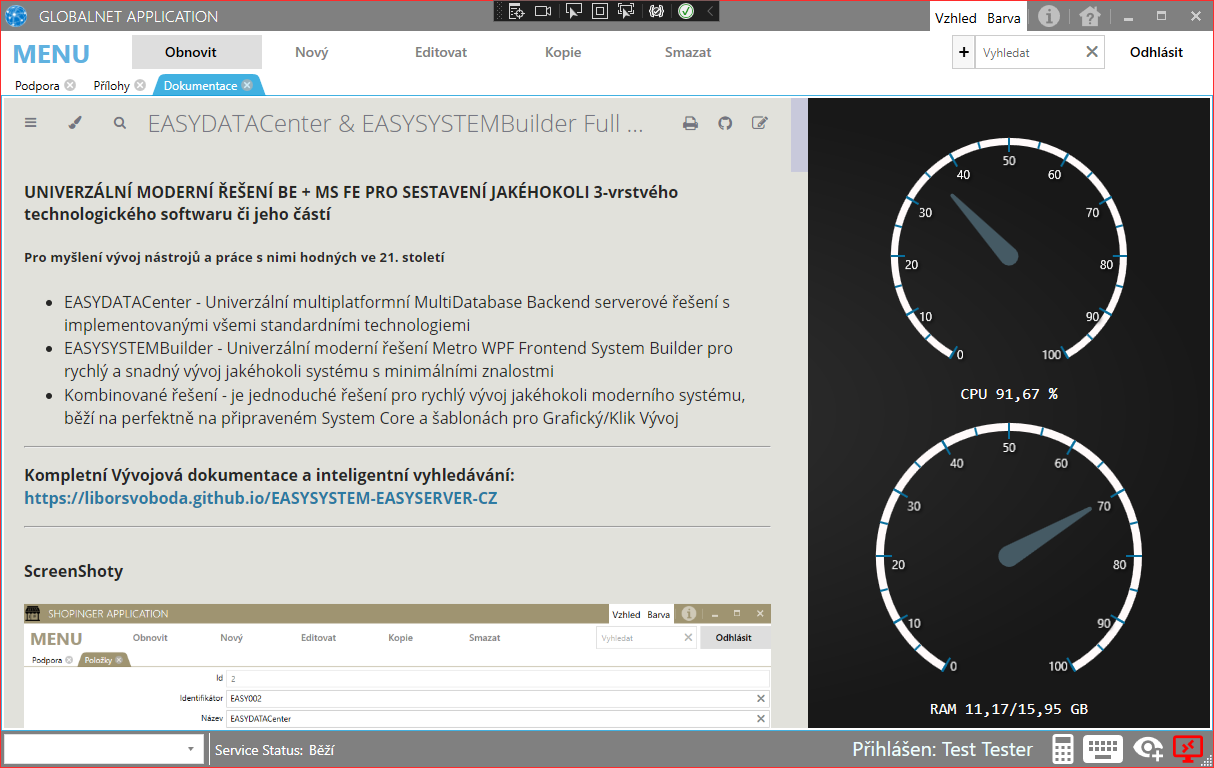 GLOBALNET APPLICATION
Vzhled Barva
MENU Obnovit Nový Editovat Kopie Smazat + Vyhledat Odhlásit
Podpora Přílohy Dokumentace
EASYDATACenter & EASYSYSTEMBuilder Full ...
UNIVERZÁLNÍ MODERNÍ ŘEŠENÍ BE + MS FE PRO SESTAVENÍ JAKÉHOKOLI 3-vrstvého
technologického softwaru či jeho částí
Pro myšlení vývoj nástrojů a práce s nimi hodných ve 21. století
• EASYDATACenter - Univerzální multiplatformní MultiDatabase Backend serverové řešení s
implementovanými všemi standardními technologiemi
• EASYSYSTEMBuilder - Univerzální moderní řešení Metro WPF Frontend System Builder pro
rychlý a snadný vývoj jakéhokoli systému s minimálními znalostmi
• Kombinované řešení - je jednoduché řešení pro rychlý vývoj jakéhokoli moderního systému,
běží na perfektně na připraveném System Core a šablonách pro Grafický/Klik Vývoj
Kompletní Vývojová dokumentace a inteligentní vyhledávání:
https://liborsvoboda.github.io/EASYSYSTEM-EASYSERVER-CZ
ScreenShoty
SHOPINGER APPLICATION Vzhled Barva
MENU Obnovit Nový Editovat Kopie Smazat Vyhledat Odhlásit
Podpora Položky
Id 2
Identifikátor EASY002
Název EASYDATACenter
0 10 20 30 40 50 60 70 80 90 100
CPU 91,67 %
0 10 20 30 40 50 60 70 80 90 100
RAM 11,17/15,95 GB
Service Status: Běží
Přihlášen: Test Tester